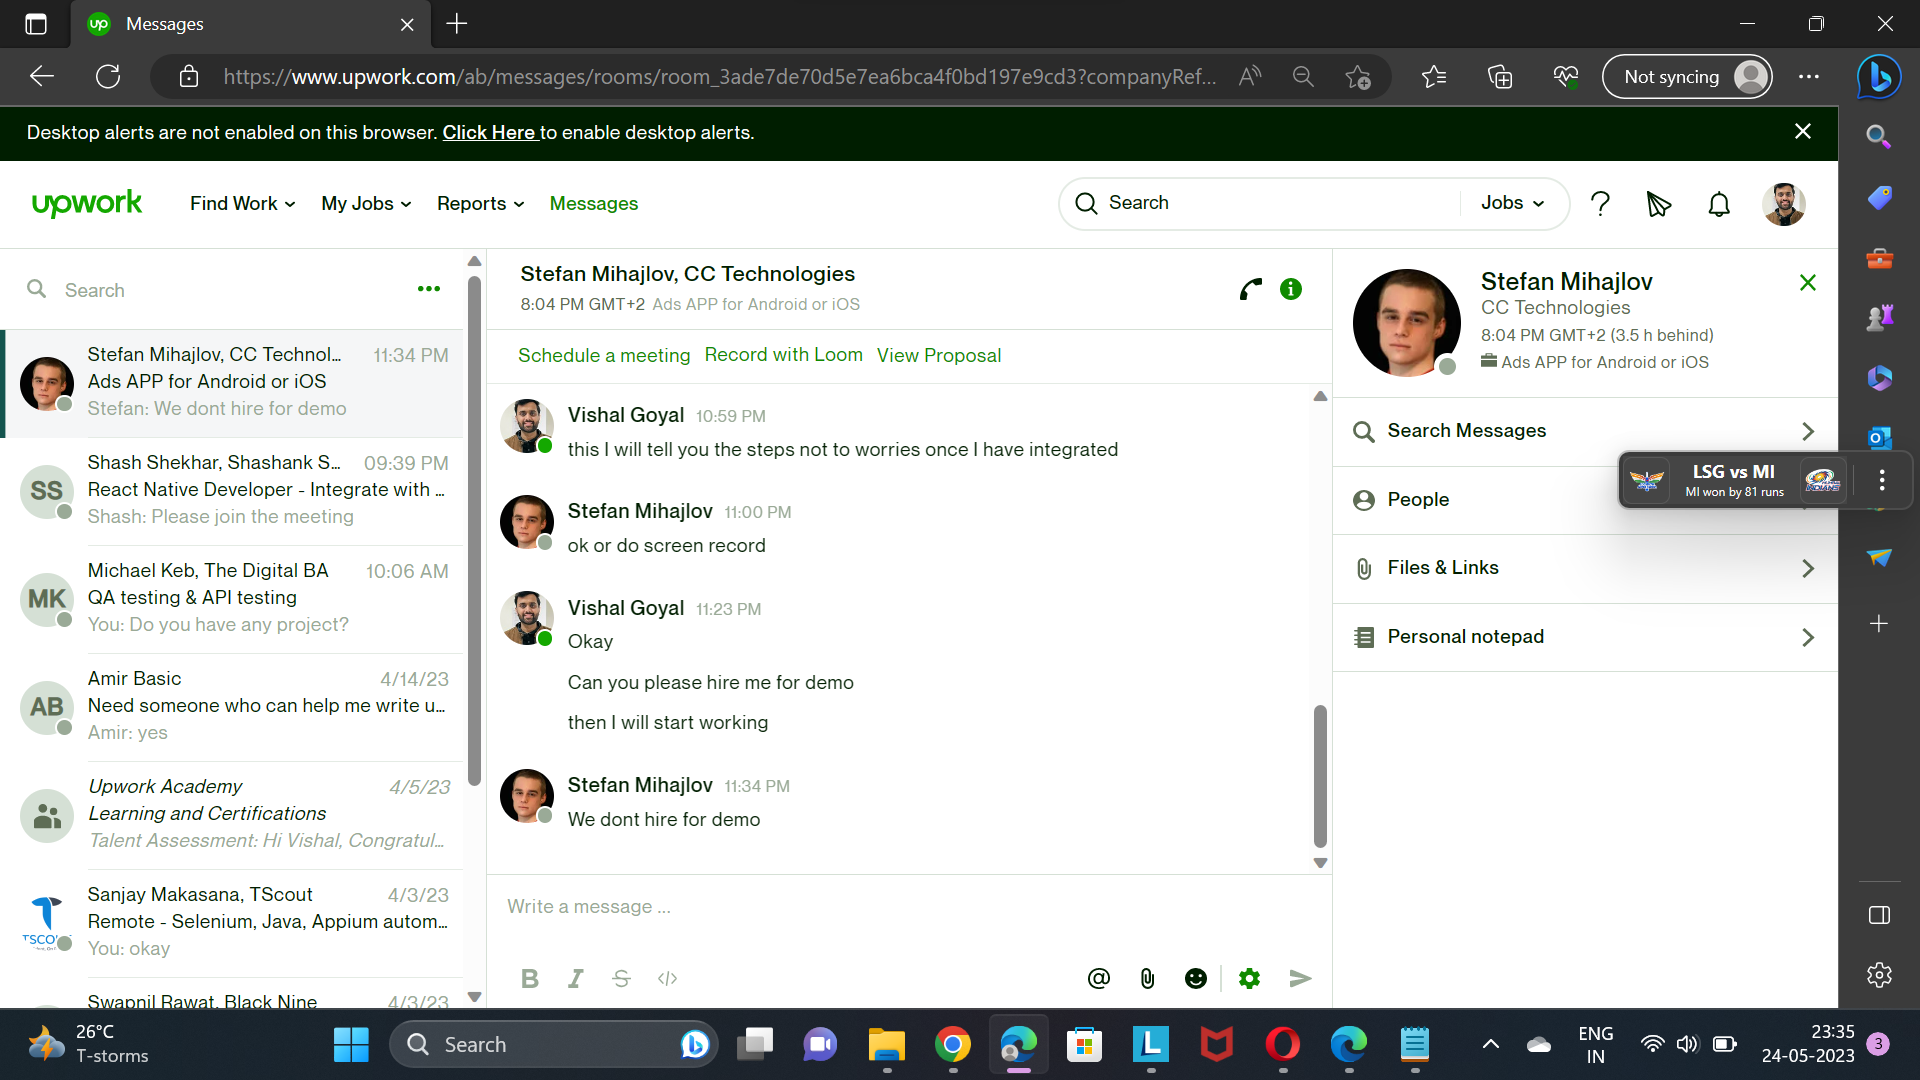 Messages
https://www.upwork.com/ab/messages/rooms/room_3ade7de70d5e7ea6bca4f0bd197e9cd3?companyRef...
Not syncing
Desktop alerts are not enabled on this browser. Click Here to enable desktop alerts.
upwork
Find Work
My Jobs
Reports
Messages
Search
Jobs
Search
Stefan Mihajlov, CC Technol...
11:34 PM
Ads APP for Android or iOS
Stefan: We dont hire for demo
SS
Shash Shekhar, Shashank S...
09:39 PM
React Native Developer - Integrate with ...
Shash: Please join the meeting
MK
Michael Keb, The Digital BA
10:06 AM
QA testing & API testing
You: Do you have any project?
AB
Amir Basic
4/14/23
Need someone who can help me write u...
Amir: yes
Upwork Academy
4/5/23
Learning and Certifications
Talent Assessment: Hi Vishal, Congratul...
Sanjay Makasana, TScout
4/3/23
Remote - Selenium, Java, Appium autom...
You: okay
Swapnil Rawat, Black Nine
4/3/23
Stefan Mihajlov, CC Technologies
8:04 PM GMT+2 Ads APP for Android or iOS
Schedule a meeting
Record with Loom
View Proposal
Vishal Goyal 10:59 PM
this I will tell you the steps not to worries once I have integrated
Stefan Mihajlov 11:00 PM
ok or do screen record
Vishal Goyal 11:23 PM
Okay
Can you please hire me for demo
then I will start working
Stefan Mihajlov 11:34 PM
We dont hire for demo
Write a message ...
Stefan Mihajlov
CC Technologies
8:04 PM GMT+2 (3.5 h behind)
Ads APP for Android or iOS
Search Messages
People
Files & Links
Personal notepad
LSG vs MI
MI won by 81 runs
26°C
T-storms
Search
ENG
IN
23:35
24-05-2023
3